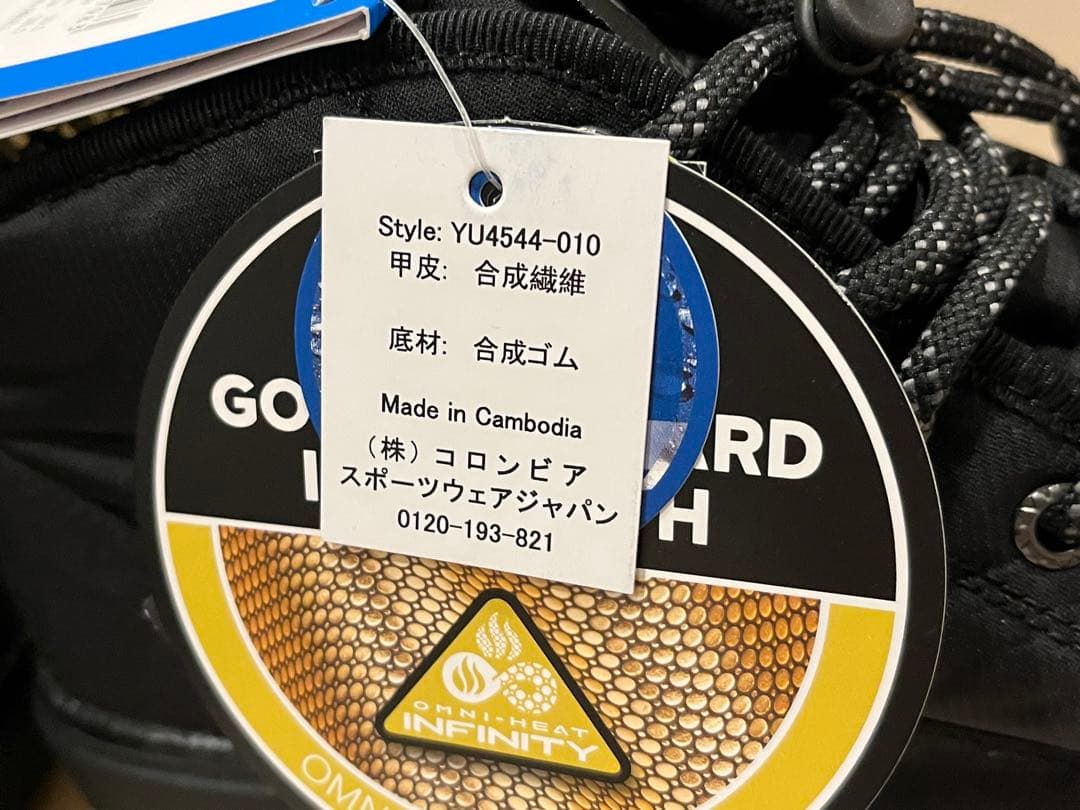 Style: YU4544-010
甲皮: 合成繊維
底材: 合成ゴム
Made in Cambodia
（株）コロンビア
スポーツウェアジャパン
0120-193-821
OMNI-HEAT
INFINITY